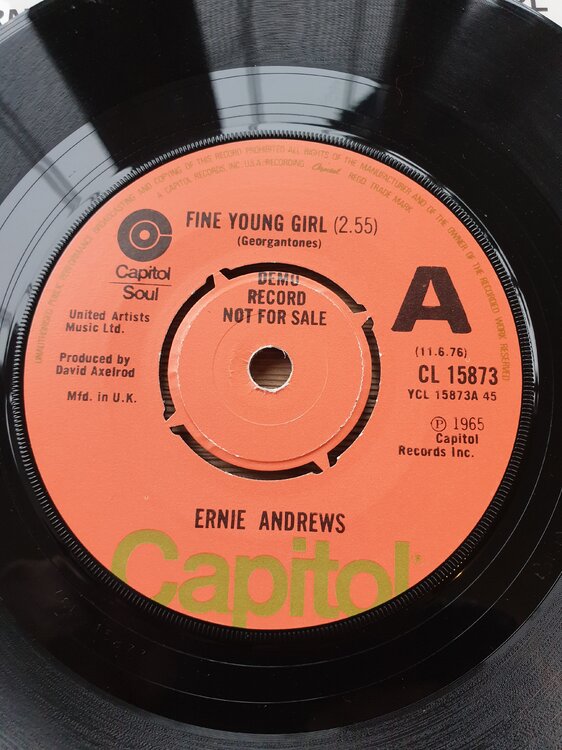 UNAUTHORISED PUBLIC PERFORMANCE BROADCASTING AND COPYING OF THIS RECORD PROHIBITED ALL RIGHTS OF THE MANUFACTURER AND OF THE OWNER OF THE RECORDED WORK RESERVED
A CAPITOL RECORDS INC. U.S.A. RECORDING Capitol REGD TRADE MARK
FINE YOUNG GIRL (2.55)
(Georgantones)
Capitol
Soul
DEMO
RECORD
NOT FOR SALE
A
United Artists
Music Ltd.
Produced by
David Axelrod
Mfd. in U.K.
(11.6.76)
CL 15873
YCL 15873A 45
Ⓟ 1965
Capitol
Records Inc.
ERNIE ANDREWS
Capitol®